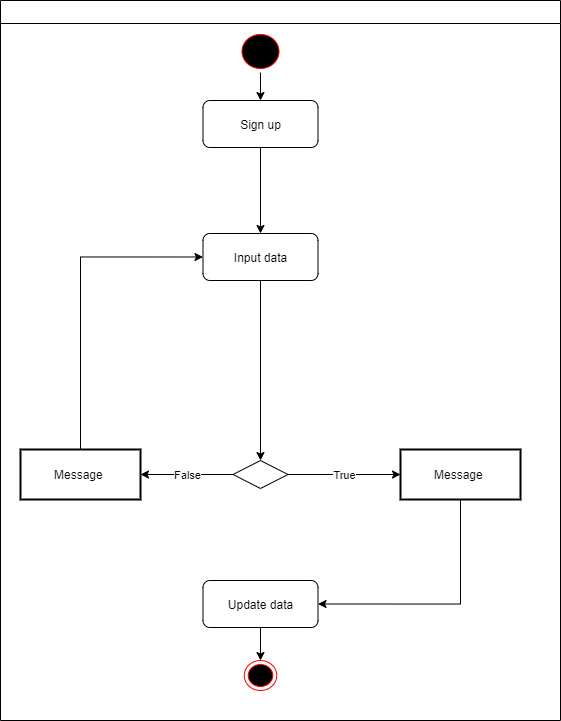 Sign up
Input data
Message
False
True
Message
Update data